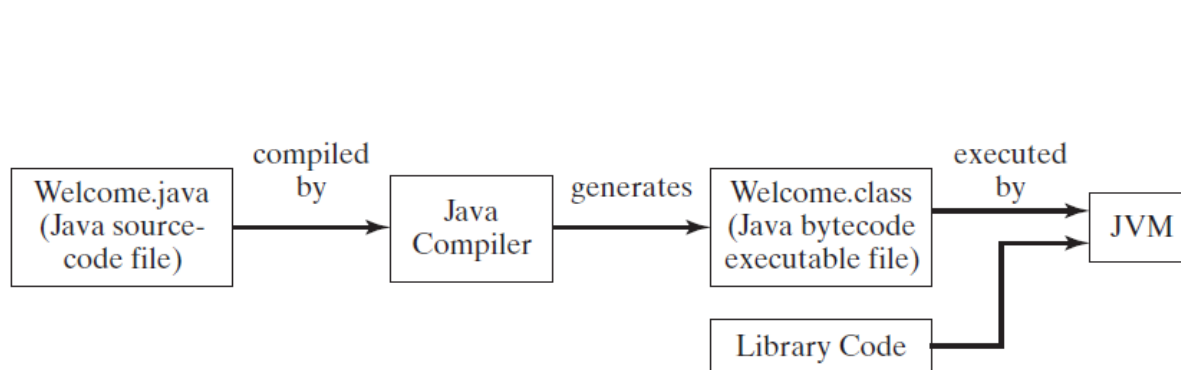 Welcome.java
(Java source-
code file)
compiled
by
Java
Compiler
generates
Welcome.class
(Java bytecode
executable file)
executed
by
JVM
Library Code